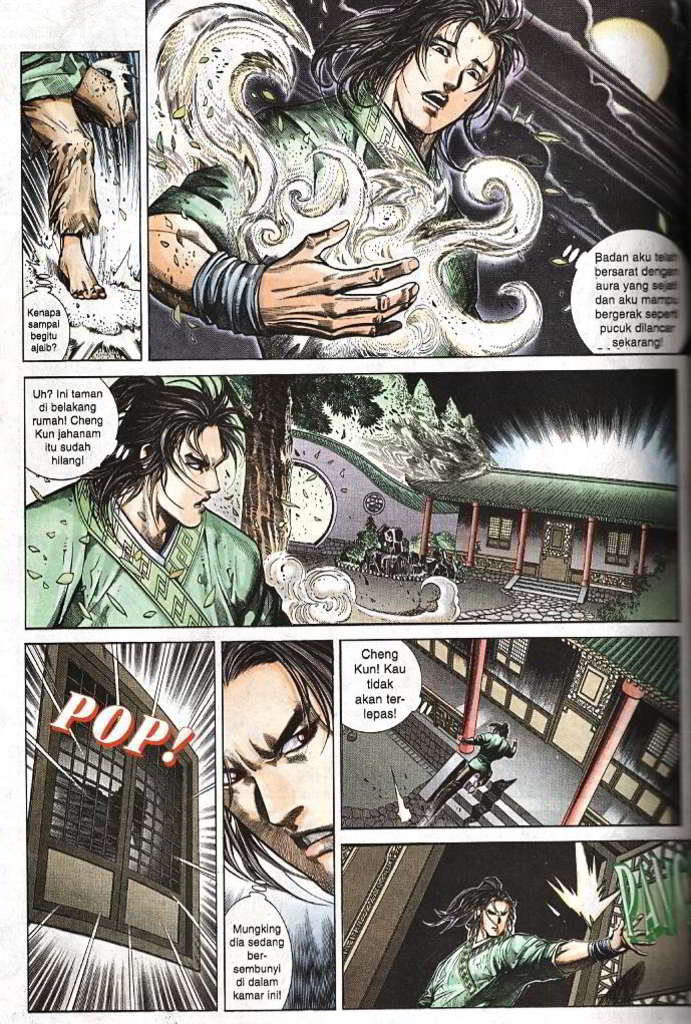 Kenapa
sampai
begitu
ajaib?
Badan aku telah
bersarat dengan
aura yang sejati
dan aku mampu
bergerak seperti
pucuk dilancar
sekarang!
Uh? Ini taman
di belakang
rumah! Cheng
Kun jahanam
itu sudah
hilang!
POP!
Mungking
dia sedang
ber-
sembunyi
di dalam
kamar ini!
Cheng
Kun! Kau
tidak
akan ter-
lepas!